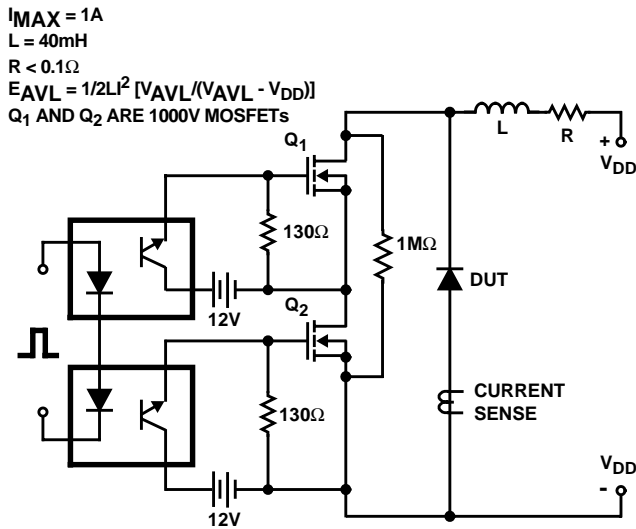 IMAX = 1A
L = 40mH
R < 0.1Ω
EAVL = 1/2LI² [VAVL/(VAVL - VDD)]
Q₁ AND Q₂ ARE 1000V MOSFETs
Q₁
L
R
+
VDD
130Ω
1MΩ
12V
DUT
Q₂
130Ω
CURRENT
SENSE
12V
VDD
-